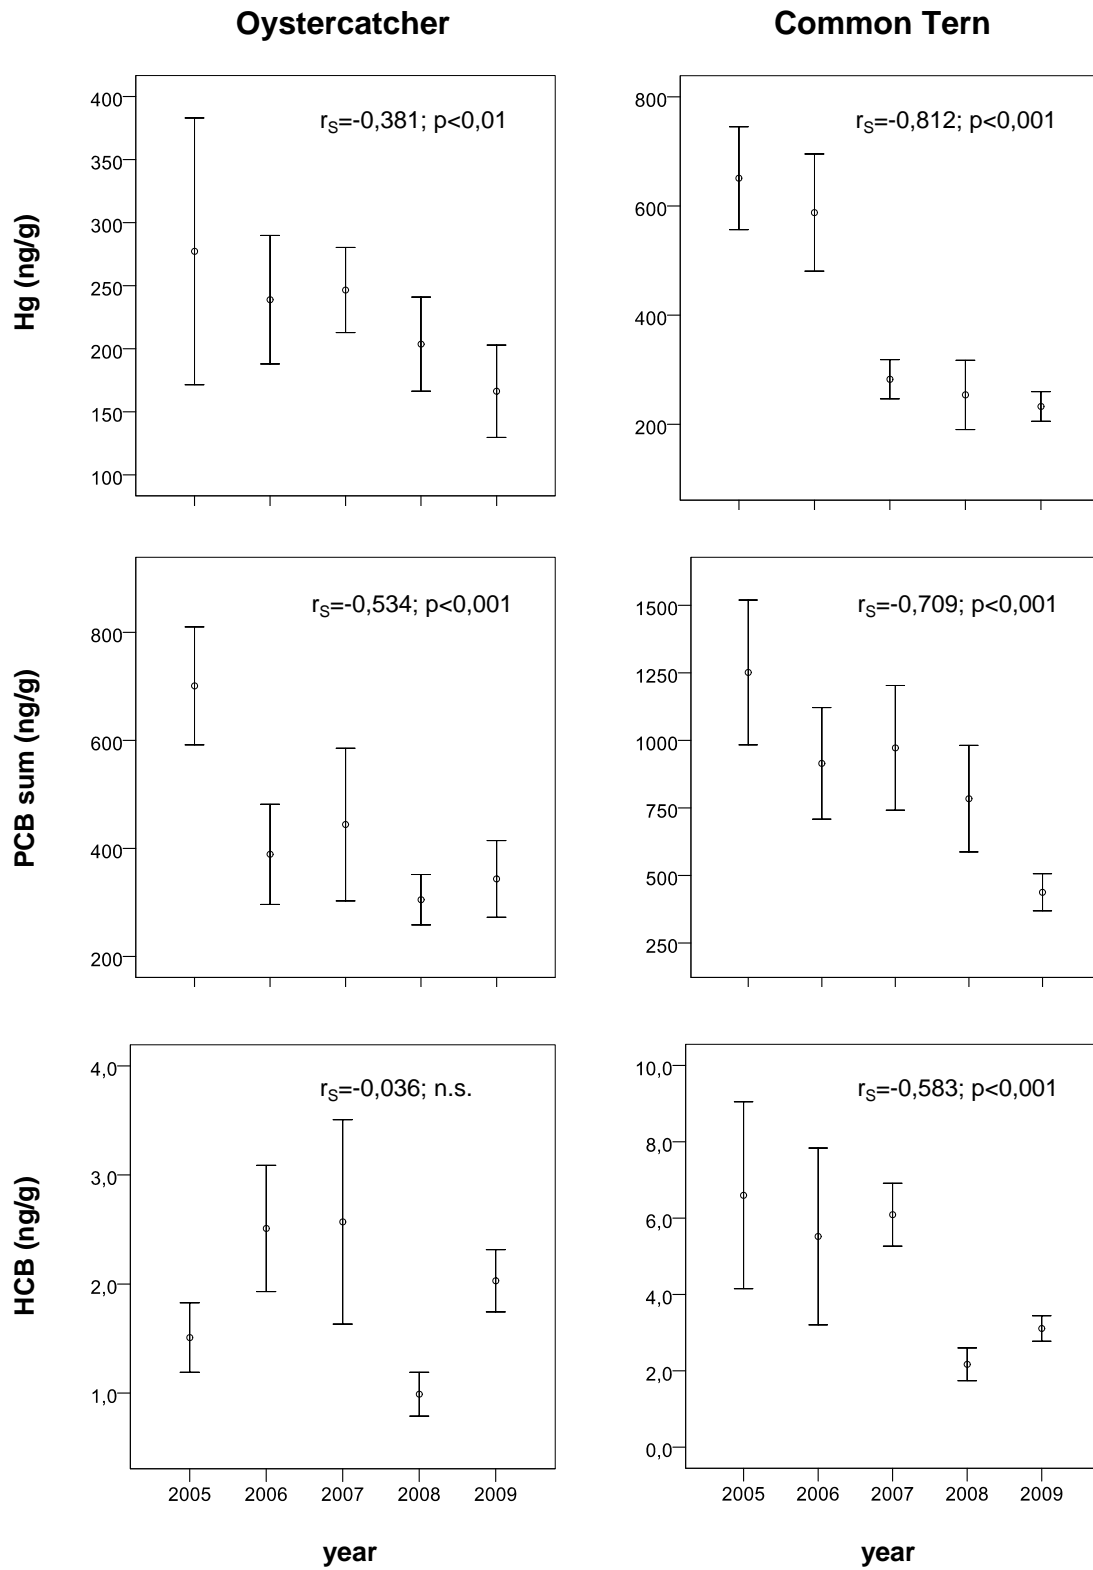 Oystercatcher
Common Tern
Hg (ng/g)
400
350
300
250
200
150
100
rS=-0,381; p<0,01
800
600
400
200
rS=-0,812; p<0,001
PCB sum (ng/g)
800
600
400
200
rS=-0,534; p<0,001
1500
1250
1000
750
500
250
rS=-0,709; p<0,001
HCB (ng/g)
4,0
3,0
2,0
1,0
rS=-0,036; n.s.
2005 2006 2007 2008 2009
year
10,0
8,0
6,0
4,0
2,0
0,0
rS=-0,583; p<0,001
2005 2006 2007 2008 2009
year